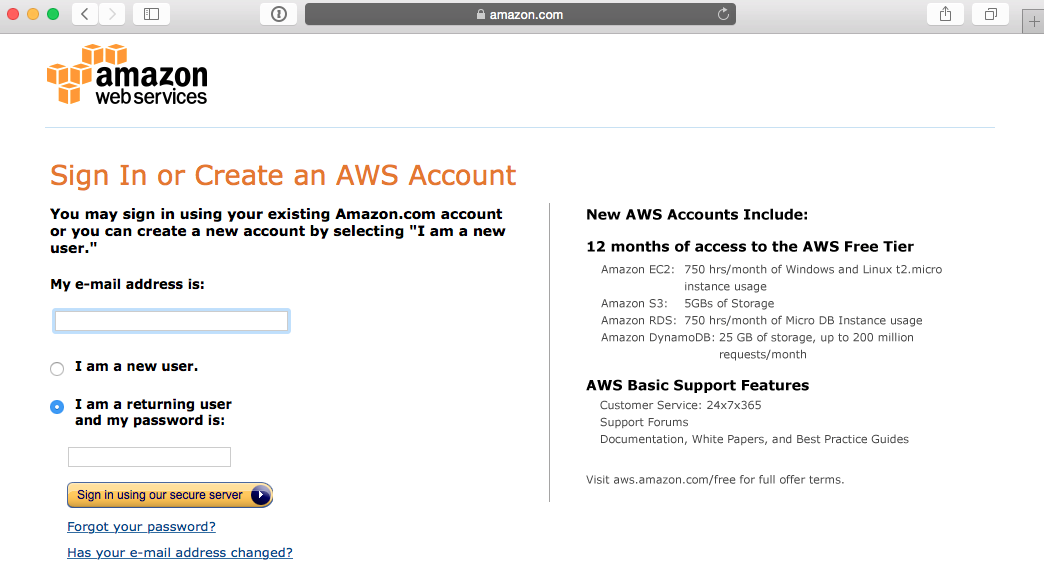 amazon.com
amazon
web services
Sign In or Create an AWS Account
You may sign in using your existing Amazon.com account
or you can create a new account by selecting "I am a new
user."
My e-mail address is:
I am a new user.
I am a returning user
and my password is:
Sign in using our secure server
Forgot your password?
Has your e-mail address changed?
New AWS Accounts Include:
12 months of access to the AWS Free Tier
Amazon EC2: 750 hrs/month of Windows and Linux t2.micro
instance usage
Amazon S3: 5GBs of Storage
Amazon RDS: 750 hrs/month of Micro DB Instance usage
Amazon DynamoDB: 25 GB of storage, up to 200 million
requests/month
AWS Basic Support Features
Customer Service: 24x7x365
Support Forums
Documentation, White Papers, and Best Practice Guides
Visit aws.amazon.com/free for full offer terms.